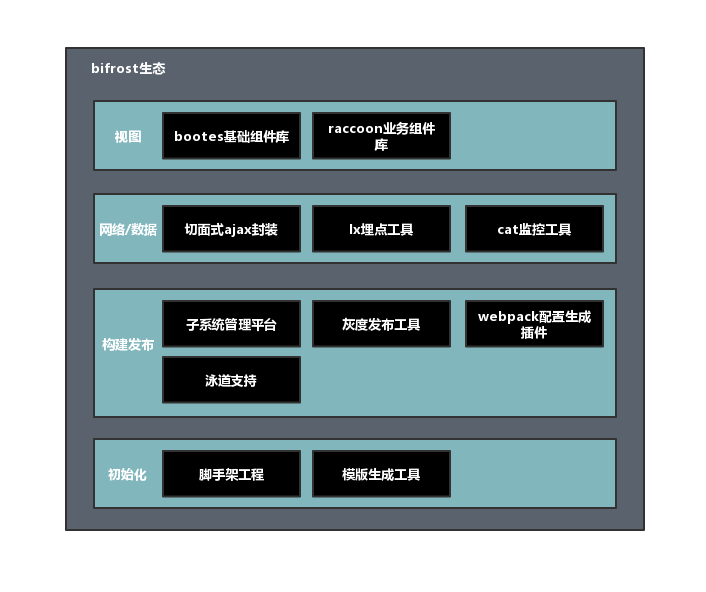 bifrost生态
视图
bootes基础组件库
raccoon业务组件
库
网络/数据
切面式ajax封装
lx埋点工具
cat监控工具
构建发布
子系统管理平台
灰度发布工具
webpack配置生成
插件
泳道支持
初始化
脚手架工程
模版生成工具